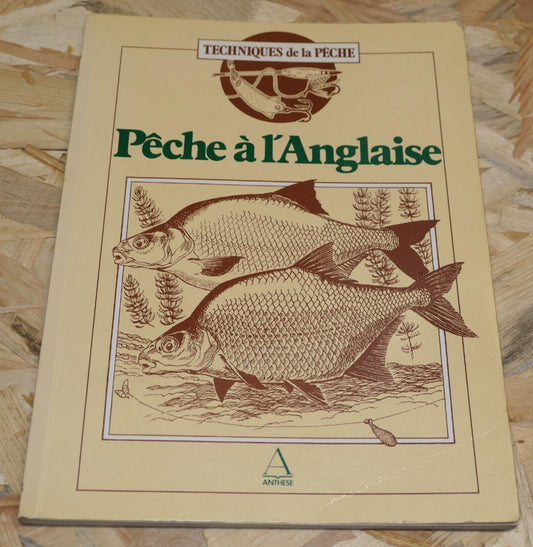 TECHNIQUES de la PÊCHE
Pêche à l'Anglaise
A
ANTHESE